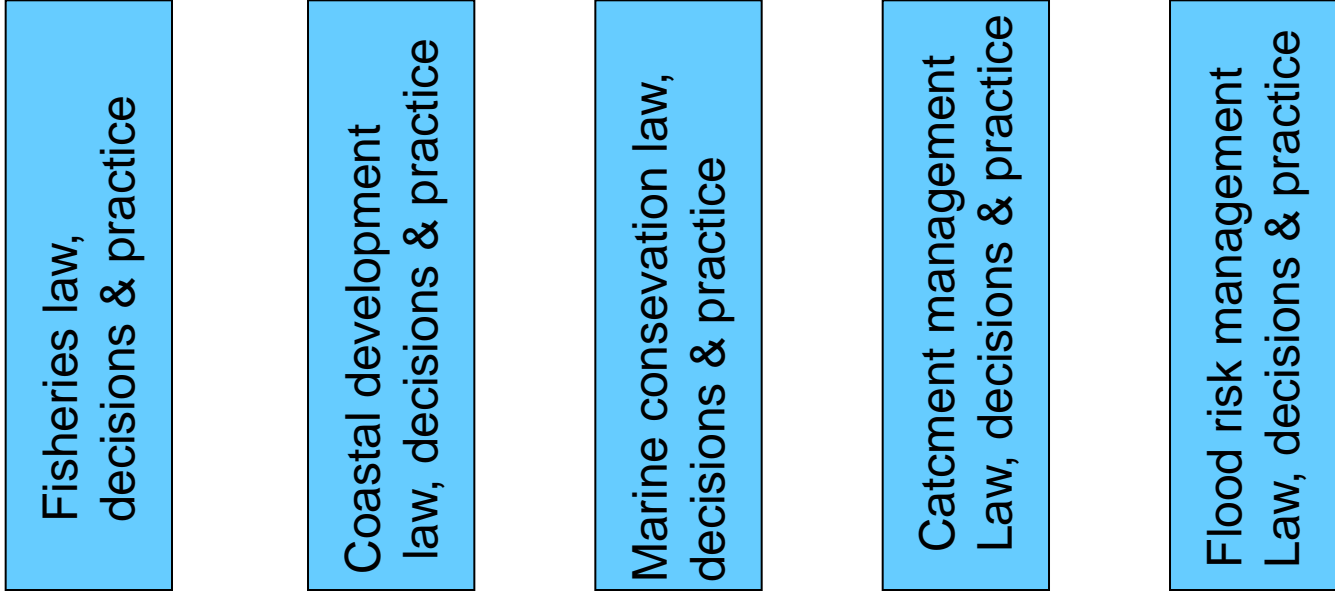 Fisheries law,
decisions & practice
Coastal development
law, decisions & practice
Marine consevation law,
decisions & practice
Catcment management
Law, decisions & practice
Flood risk management
Law, decisions & practice